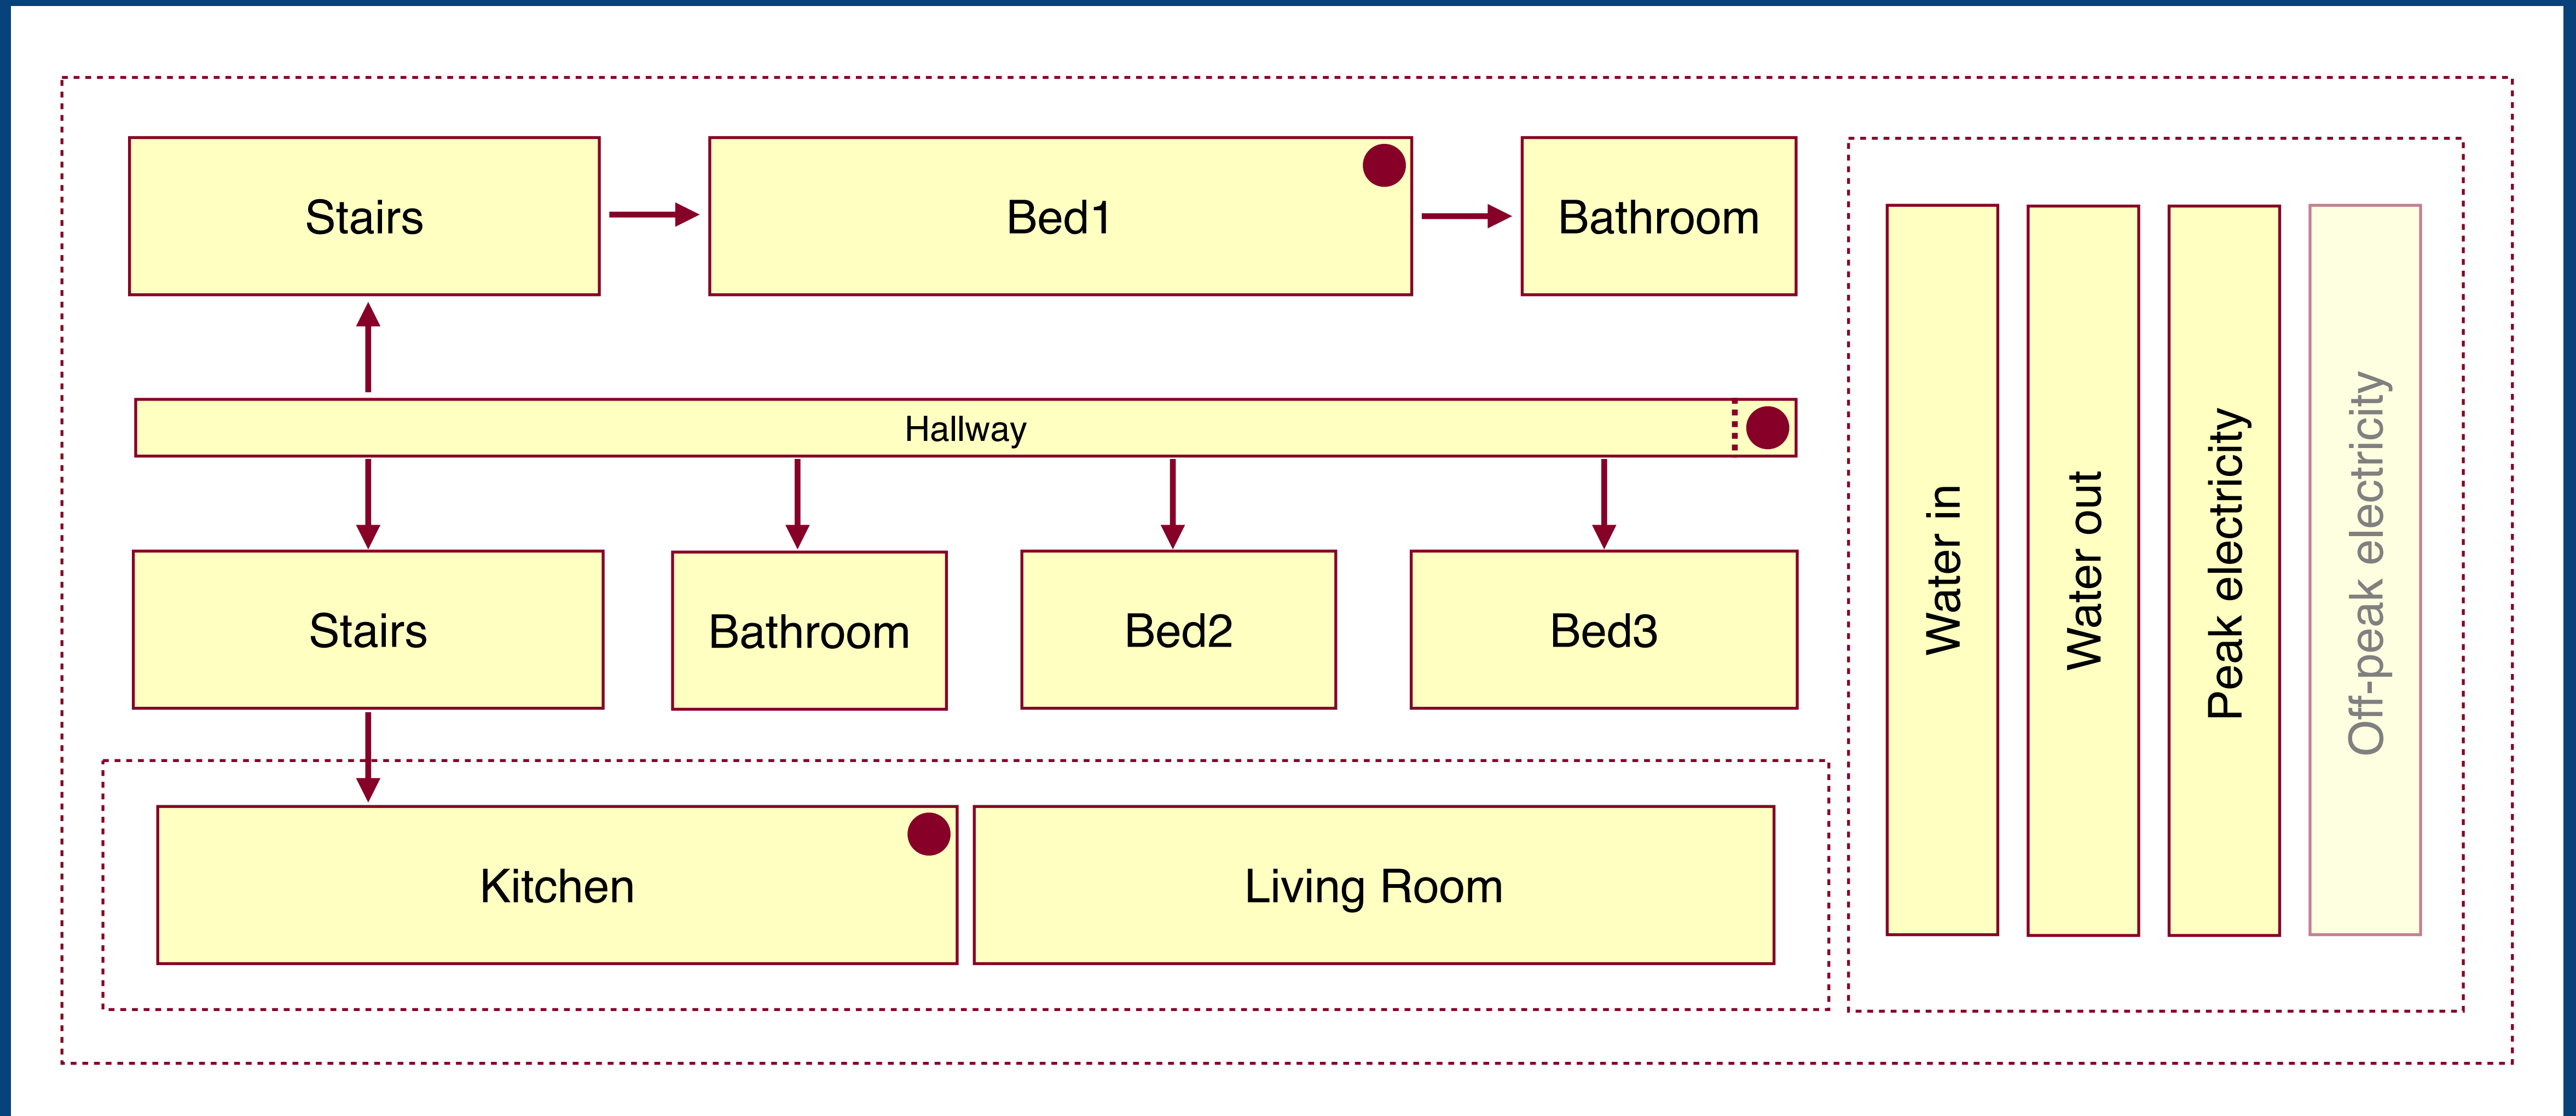 Stairs
Bed1
Bathroom
Hallway
Stairs
Bathroom
Bed2
Bed3
Kitchen
Living Room
Water in
Water out
Peak electricity
Off-peak electricity